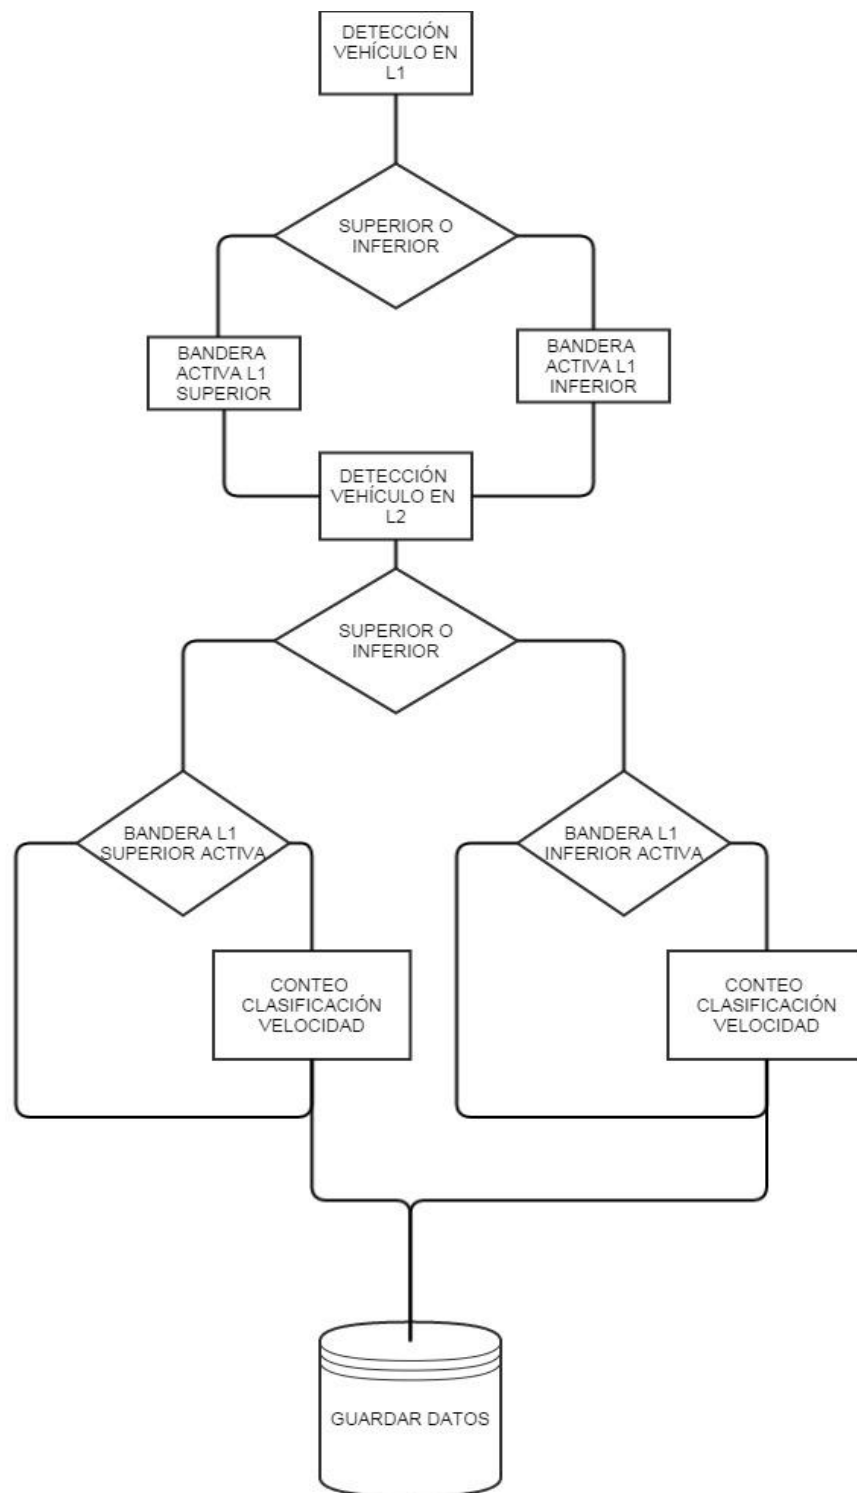 DETECCIÓN
VEHÍCULO EN
L1
SUPERIOR O
INFERIOR
BANDERA
ACTIVA L1
SUPERIOR
BANDERA
ACTIVA L1
INFERIOR
DETECCIÓN
VEHÍCULO EN
L2
SUPERIOR O
INFERIOR
BANDERA L1
SUPERIOR ACTIVA
BANDERA L1
INFERIOR ACTIVA
CONTEO
CLASIFICACIÓN
VELOCIDAD
CONTEO
CLASIFICACIÓN
VELOCIDAD
GUARDAR DATOS